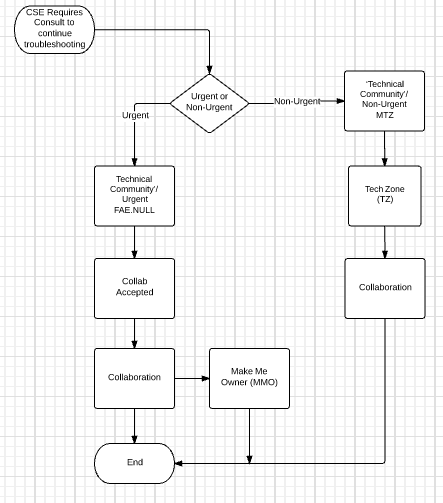 CSE Requires
Consult to
continue
troubleshooting
Urgent or
Non-Urgent
Urgent
Non-Urgent
'Technical
Community'/
Non-Urgent
MTZ
Technical
Community'/
Urgent
FAE.NULL
Tech Zone
(TZ)
Collab
Accepted
Collaboration
Collaboration
Make Me
Owner (MMO)
End